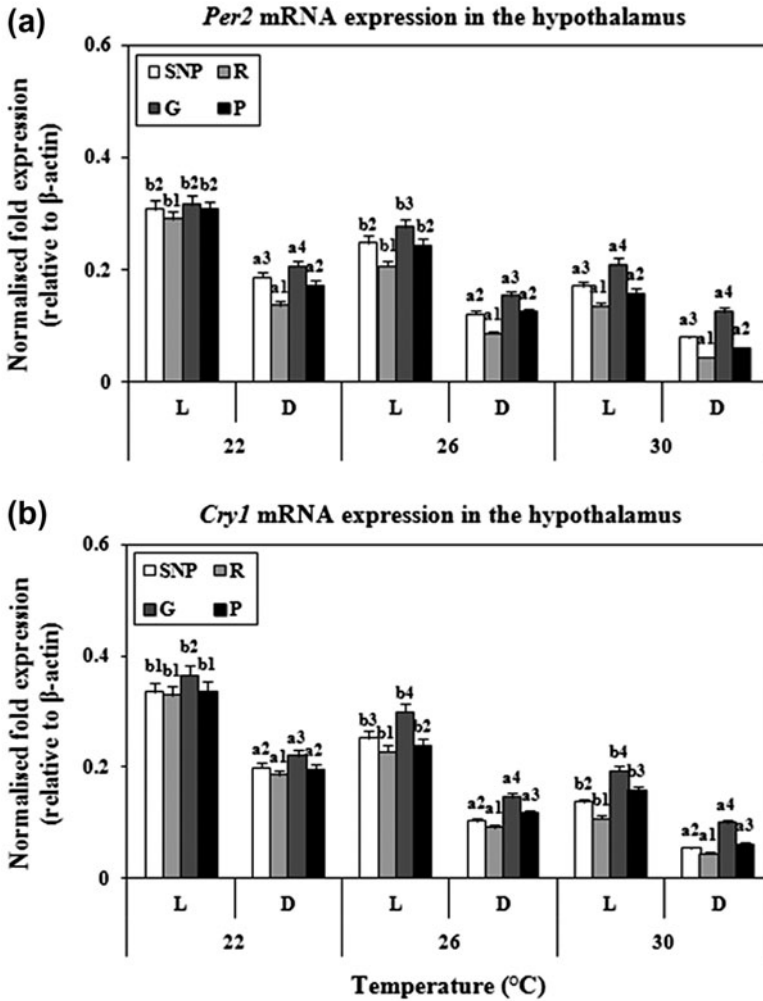 (a)
Per2 mRNA expression in the hypothalamus
Normalised fold expression
(relative to β-actin)
0.6
0.4
0.2
0
SNP R
G P
b2 b1 b2 b2
a3 a1 a4 a2
b2 b1 b3 b2
a2 a1 a3 a2
a3 a1 a4 a2
a3 a1 a4 a2
L D L D L D
22 26 30
(b)
Cry1 mRNA expression in the hypothalamus
Normalised fold expression
(relative to β-actin)
0.6
0.4
0.2
0
SNP R
G P
b1 b1 b2 b1
a2 a1 a3 a2
b3 b1 b4 b2
a2 a1 a4 a3
b2 b1 b4 b3
a2 a1 a4 a3
L D L D L D
22 26 30
Temperature (°C)